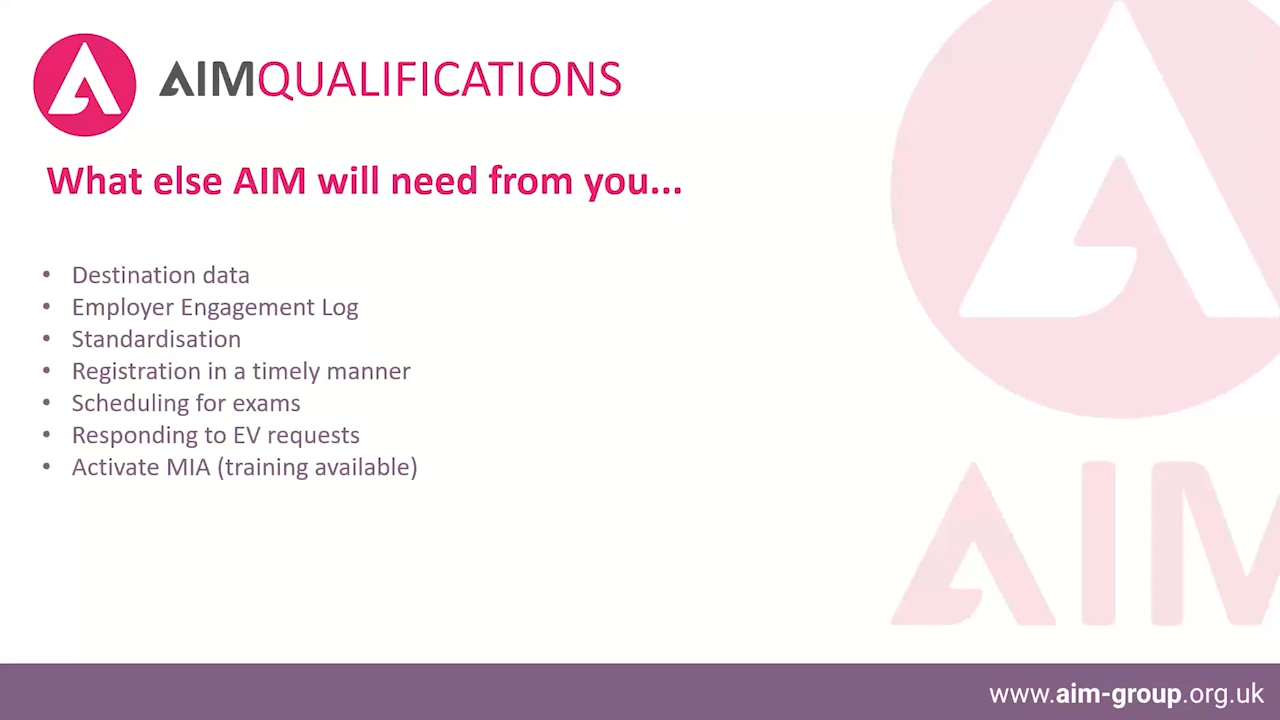 AIMQUALIFICATIONS
What else AIM will need from you...
• Destination data
• Employer Engagement Log
• Standardisation
• Registration in a timely manner
• Scheduling for exams
• Responding to EV requests
• Activate MIA (training available)
AIM
www.aim-group.org.uk